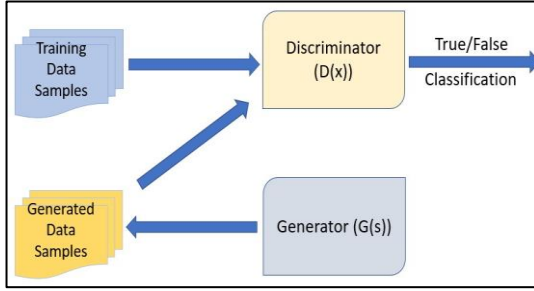 Training
Data
Samples
Discriminator
(D(x))
True/False
Classification
Generated
Data
Samples
Generator (G(s))